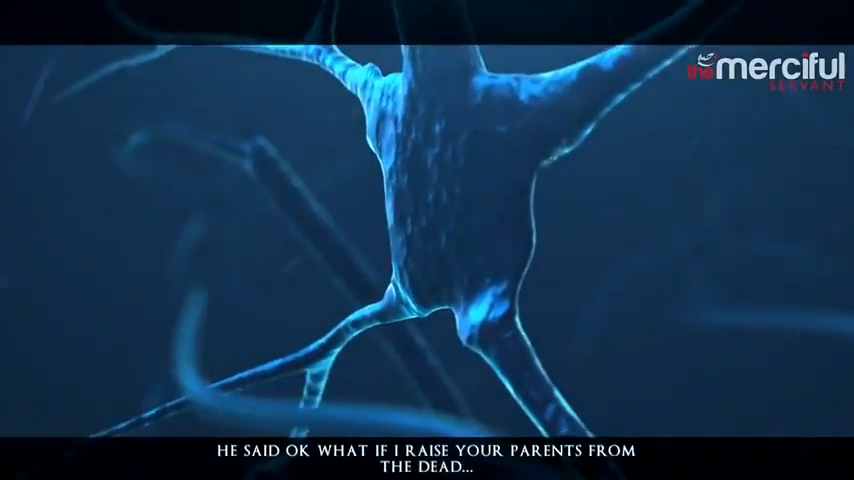 the merciful
SERVANT
HE SAID OK WHAT IF I RAISE YOUR PARENTS FROM
THE DEAD...